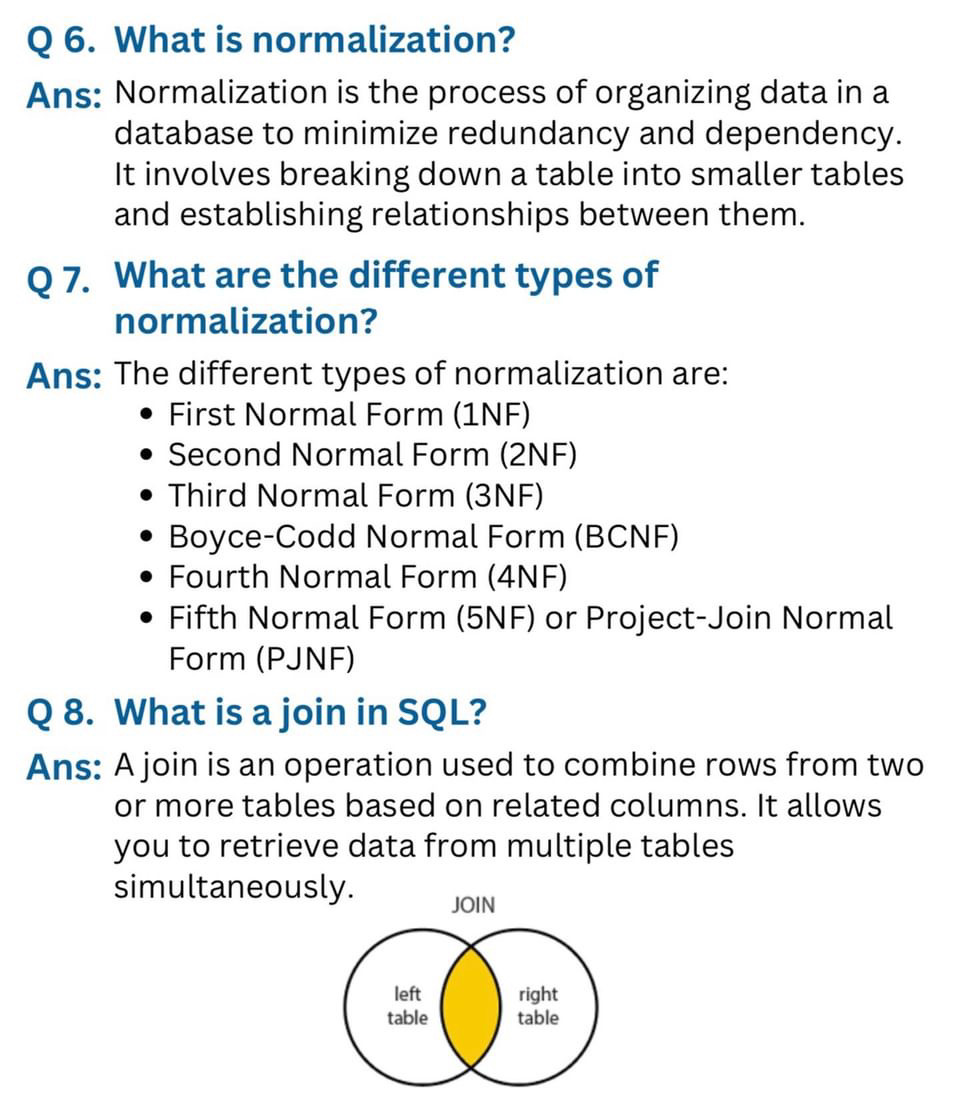 Q 6. What is normalization?
Ans: Normalization is the process of organizing data in a
database to minimize redundancy and dependency.
It involves breaking down a table into smaller tables
and establishing relationships between them.
Q 7. What are the different types of
normalization?
Ans: The different types of normalization are:
• First Normal Form (1NF)
• Second Normal Form (2NF)
• Third Normal Form (3NF)
• Boyce-Codd Normal Form (BCNF)
• Fourth Normal Form (4NF)
• Fifth Normal Form (5NF) or Project-Join Normal
Form (PJNF)
Q 8. What is a join in SQL?
Ans: A join is an operation used to combine rows from two
or more tables based on related columns. It allows
you to retrieve data from multiple tables
simultaneously.
JOIN
left
table
right
table